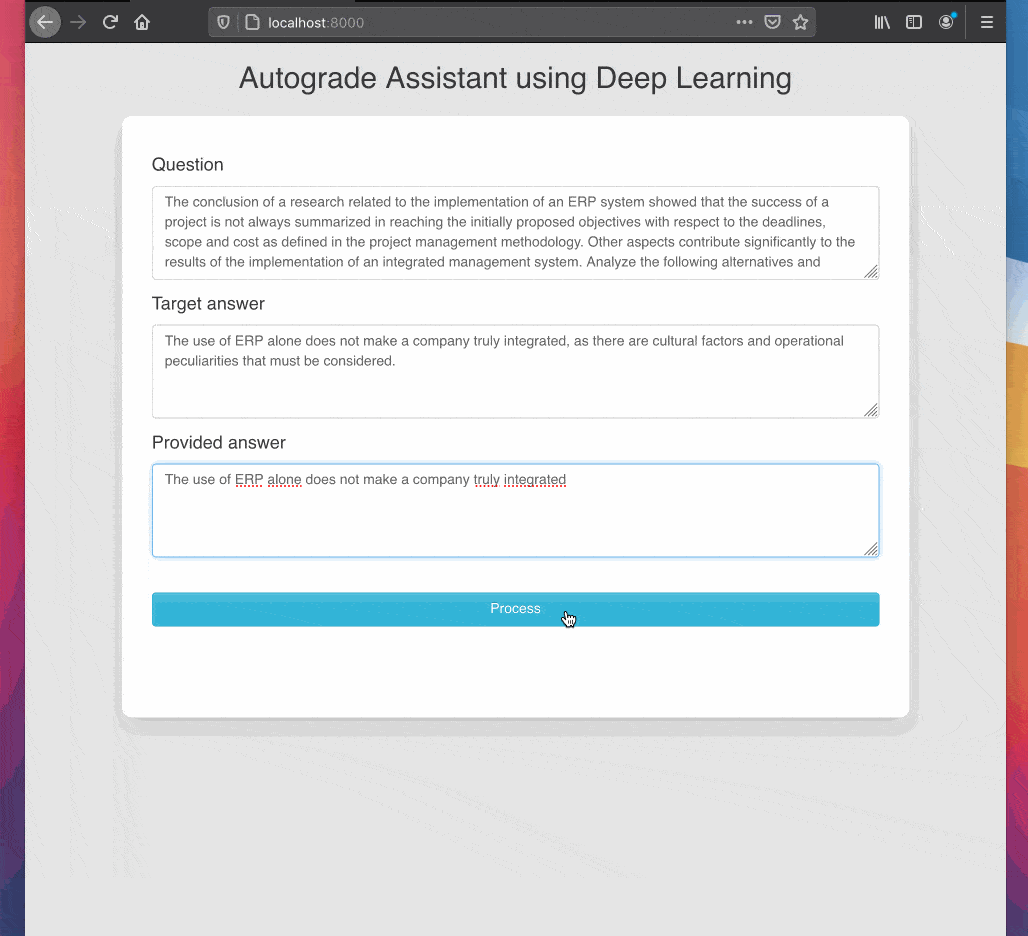 localhost:8000
Autograde Assistant using Deep Learning
Question
The conclusion of a research related to the implementation of an ERP system showed that the success of a
project is not always summarized in reaching the initially proposed objectives with respect to the deadlines,
scope and cost as defined in the project management methodology. Other aspects contribute significantly to the
results of the implementation of an integrated management system. Analyze the following alternatives and
Target answer
The use of ERP alone does not make a company truly integrated, as there are cultural factors and operational
peculiarities that must be considered.
Provided answer
The use of ERP alone does not make a company truly integrated
Process